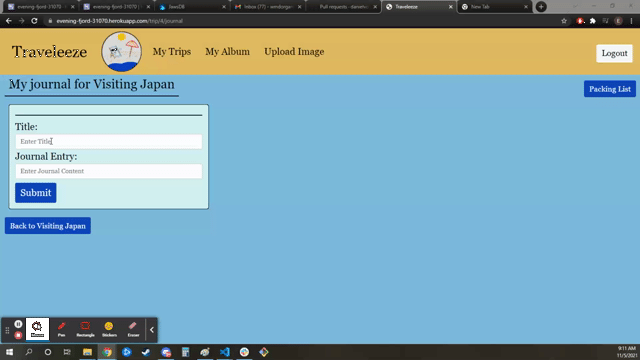 evening-fjord-31070
evening-fjord-31070
JawsDB
Inbox (77)
Pull requests
Traveleeze
New Tab
evening-fjord-31070.herokuapp.com/trip/4/journal
Traveleeze
My Trips
My Album
Upload Image
Logout
My journal for Visiting Japan
Packing List
Title:
Enter Title
Journal Entry:
Enter Journal Content
Submit
Back to Visiting Japan
Pen
Rectangle
Stickers
Eraser
9:11 AM
11/5/2021